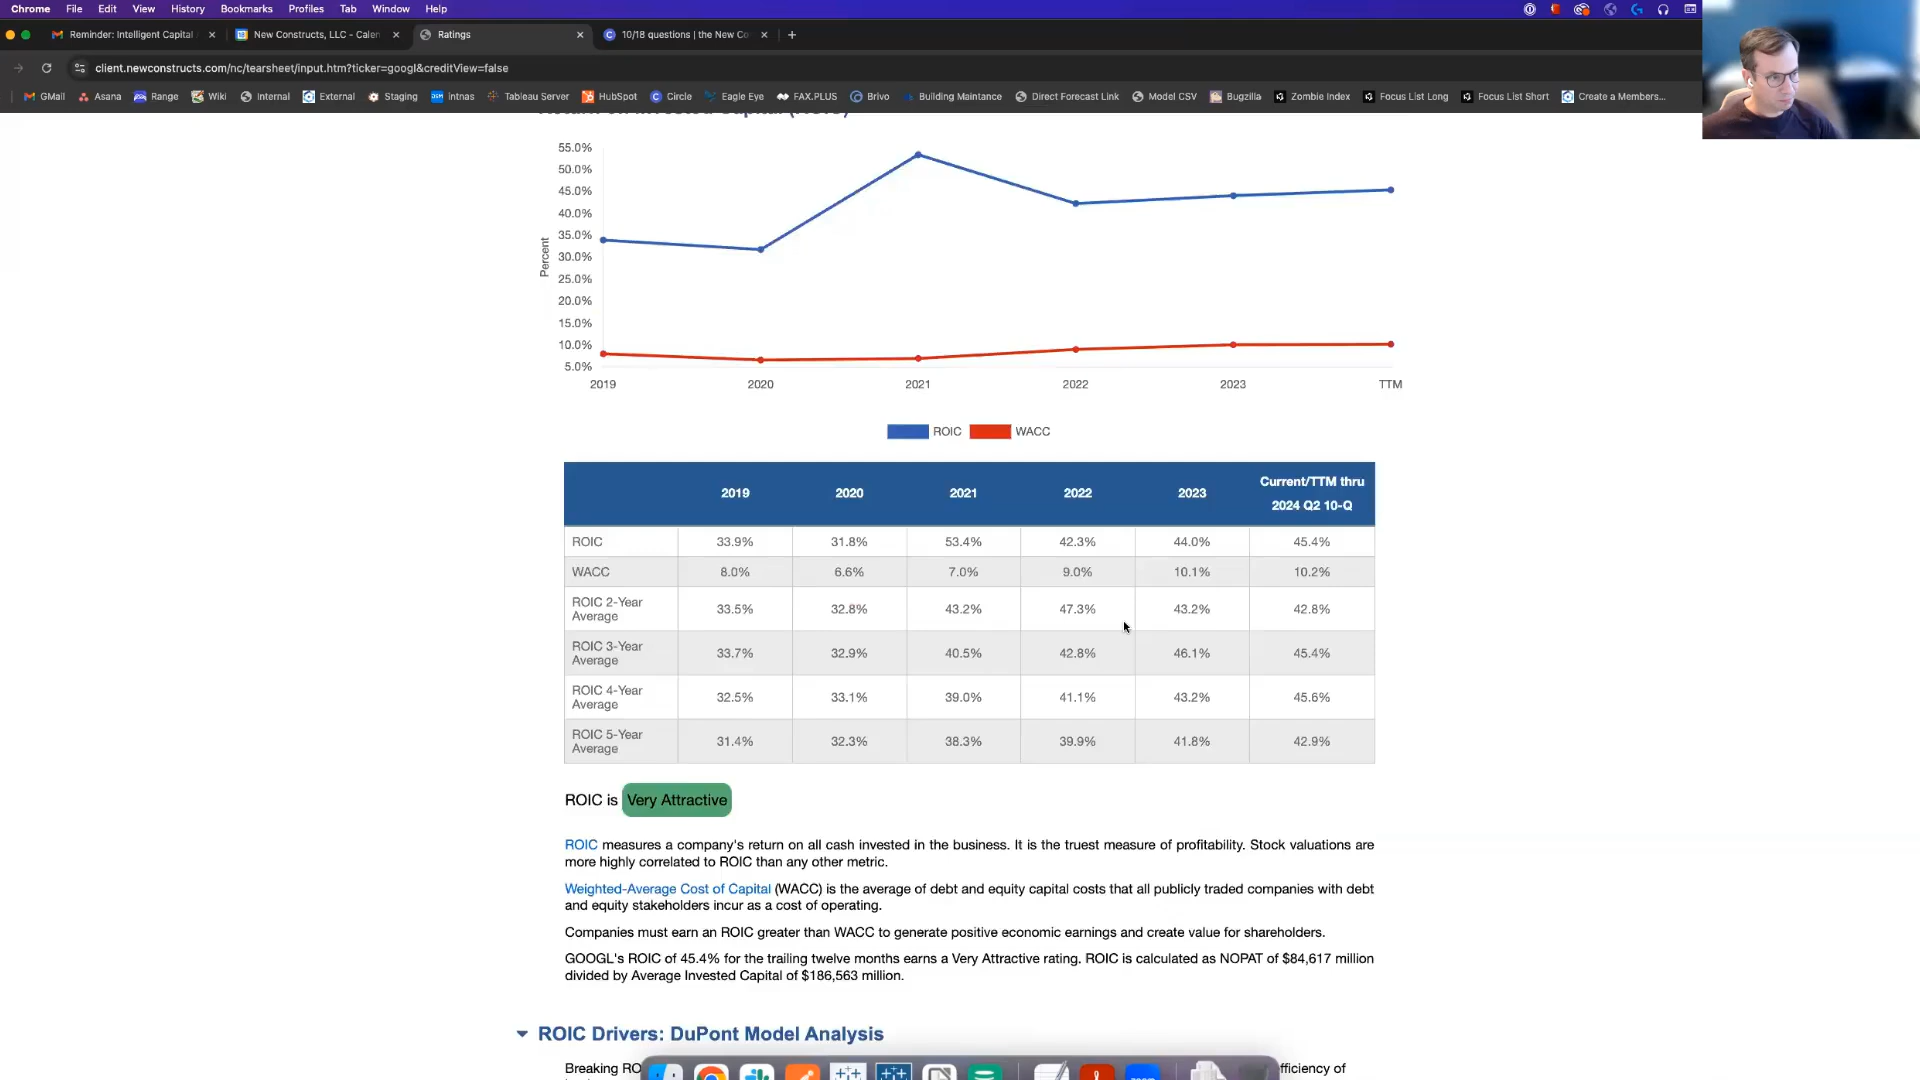 Chrome File Edit View History Bookmarks Profiles Tab Window Help
Reminder: Intelligent Capital New Constructs, LLC - Calen Ratings 10/18 questions | the New Co
client.newconstructs.com/nc/tearsheet/input.htm?ticker=googl&creditView=false
GMail Asana Range Wiki Internal External Staging intnas Tableau Server HubSpot Circle Eagle Eye FAX.PLUS Brivo Building Maintance Direct Forecast Link Model CSV Bugzilla Zombie Index Focus List Long Focus List Short Create a Members...
55.0%
50.0%
45.0%
40.0%
35.0%
30.0%
25.0%
20.0%
15.0%
10.0%
5.0%
Percent
2019 2020 2021 2022 2023 TTM
ROIC WACC
2019 2020 2021 2022 2023 Current/TTM thru
2024 Q2 10-Q
ROIC 33.9% 31.8% 53.4% 42.3% 44.0% 45.4%
WACC 8.0% 6.6% 7.0% 9.0% 10.1% 10.2%
ROIC 2-Year
Average 33.5% 32.8% 43.2% 47.3% 43.2% 42.8%
ROIC 3-Year
Average 33.7% 32.9% 40.5% 42.8% 46.1% 45.4%
ROIC 4-Year
Average 32.5% 33.1% 39.0% 41.1% 43.2% 45.6%
ROIC 5-Year
Average 31.4% 32.3% 38.3% 39.9% 41.8% 42.9%
ROIC is Very Attractive
ROIC measures a company's return on all cash invested in the business. It is the truest measure of profitability. Stock valuations are
more highly correlated to ROIC than any other metric.
Weighted-Average Cost of Capital (WACC) is the average of debt and equity capital costs that all publicly traded companies with debt
and equity stakeholders incur as a cost of operating.
Companies must earn an ROIC greater than WACC to generate positive economic earnings and create value for shareholders.
GOOGL's ROIC of 45.4% for the trailing twelve months earns a Very Attractive rating. ROIC is calculated as NOPAT of $84,617 million
divided by Average Invested Capital of $186,563 million.
ROIC Drivers: DuPont Model Analysis
Breaking RO fficiency of